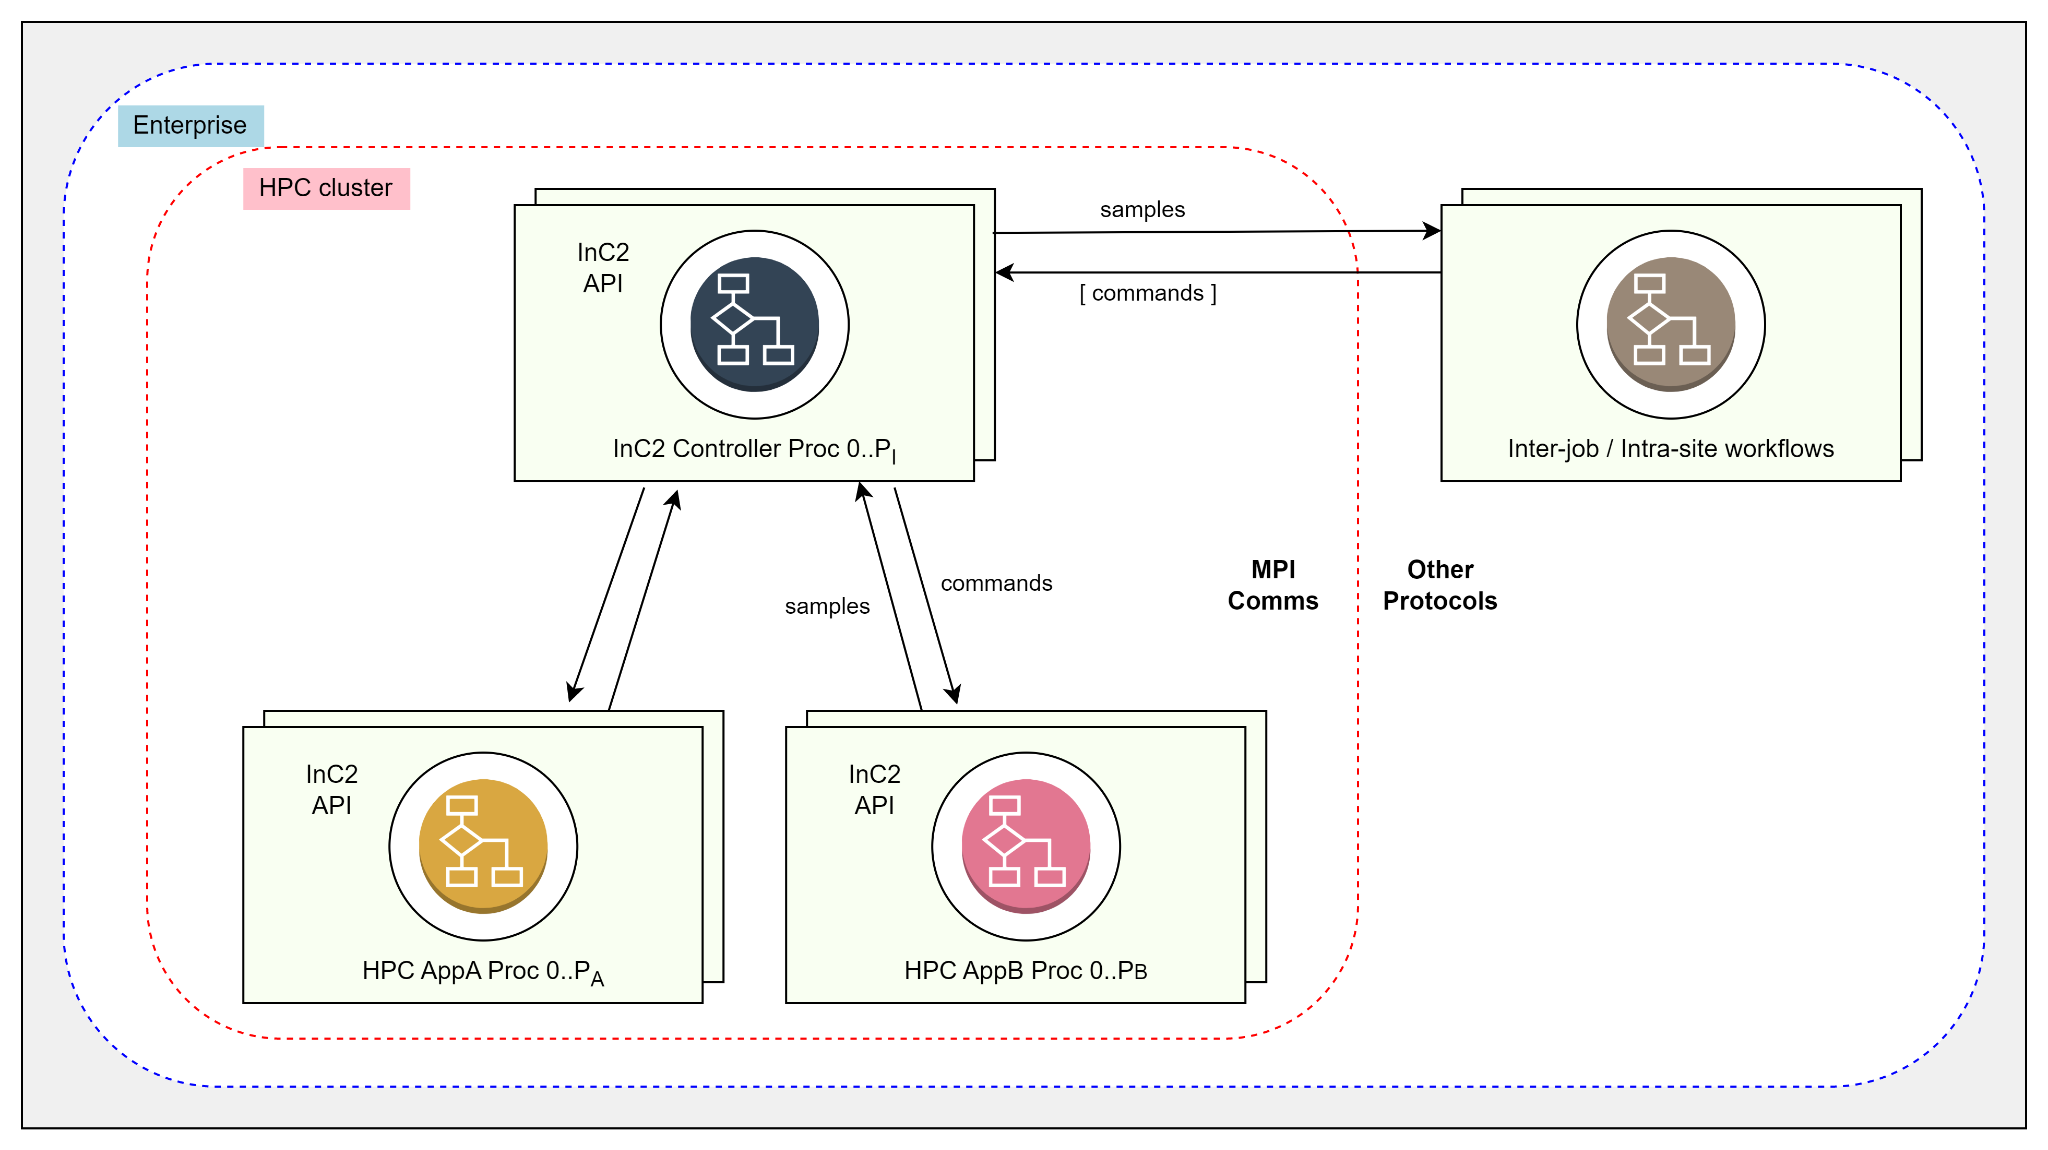 Enterprise
HPC cluster
samples
InC2
API
[ commands ]
InC2 Controller Proc 0..PI
Inter-job / Intra-site workflows
MPI
Comms
Other
Protocols
commands
samples
InC2
API
InC2
API
HPC AppA Proc 0..PA
HPC AppB Proc 0..PB